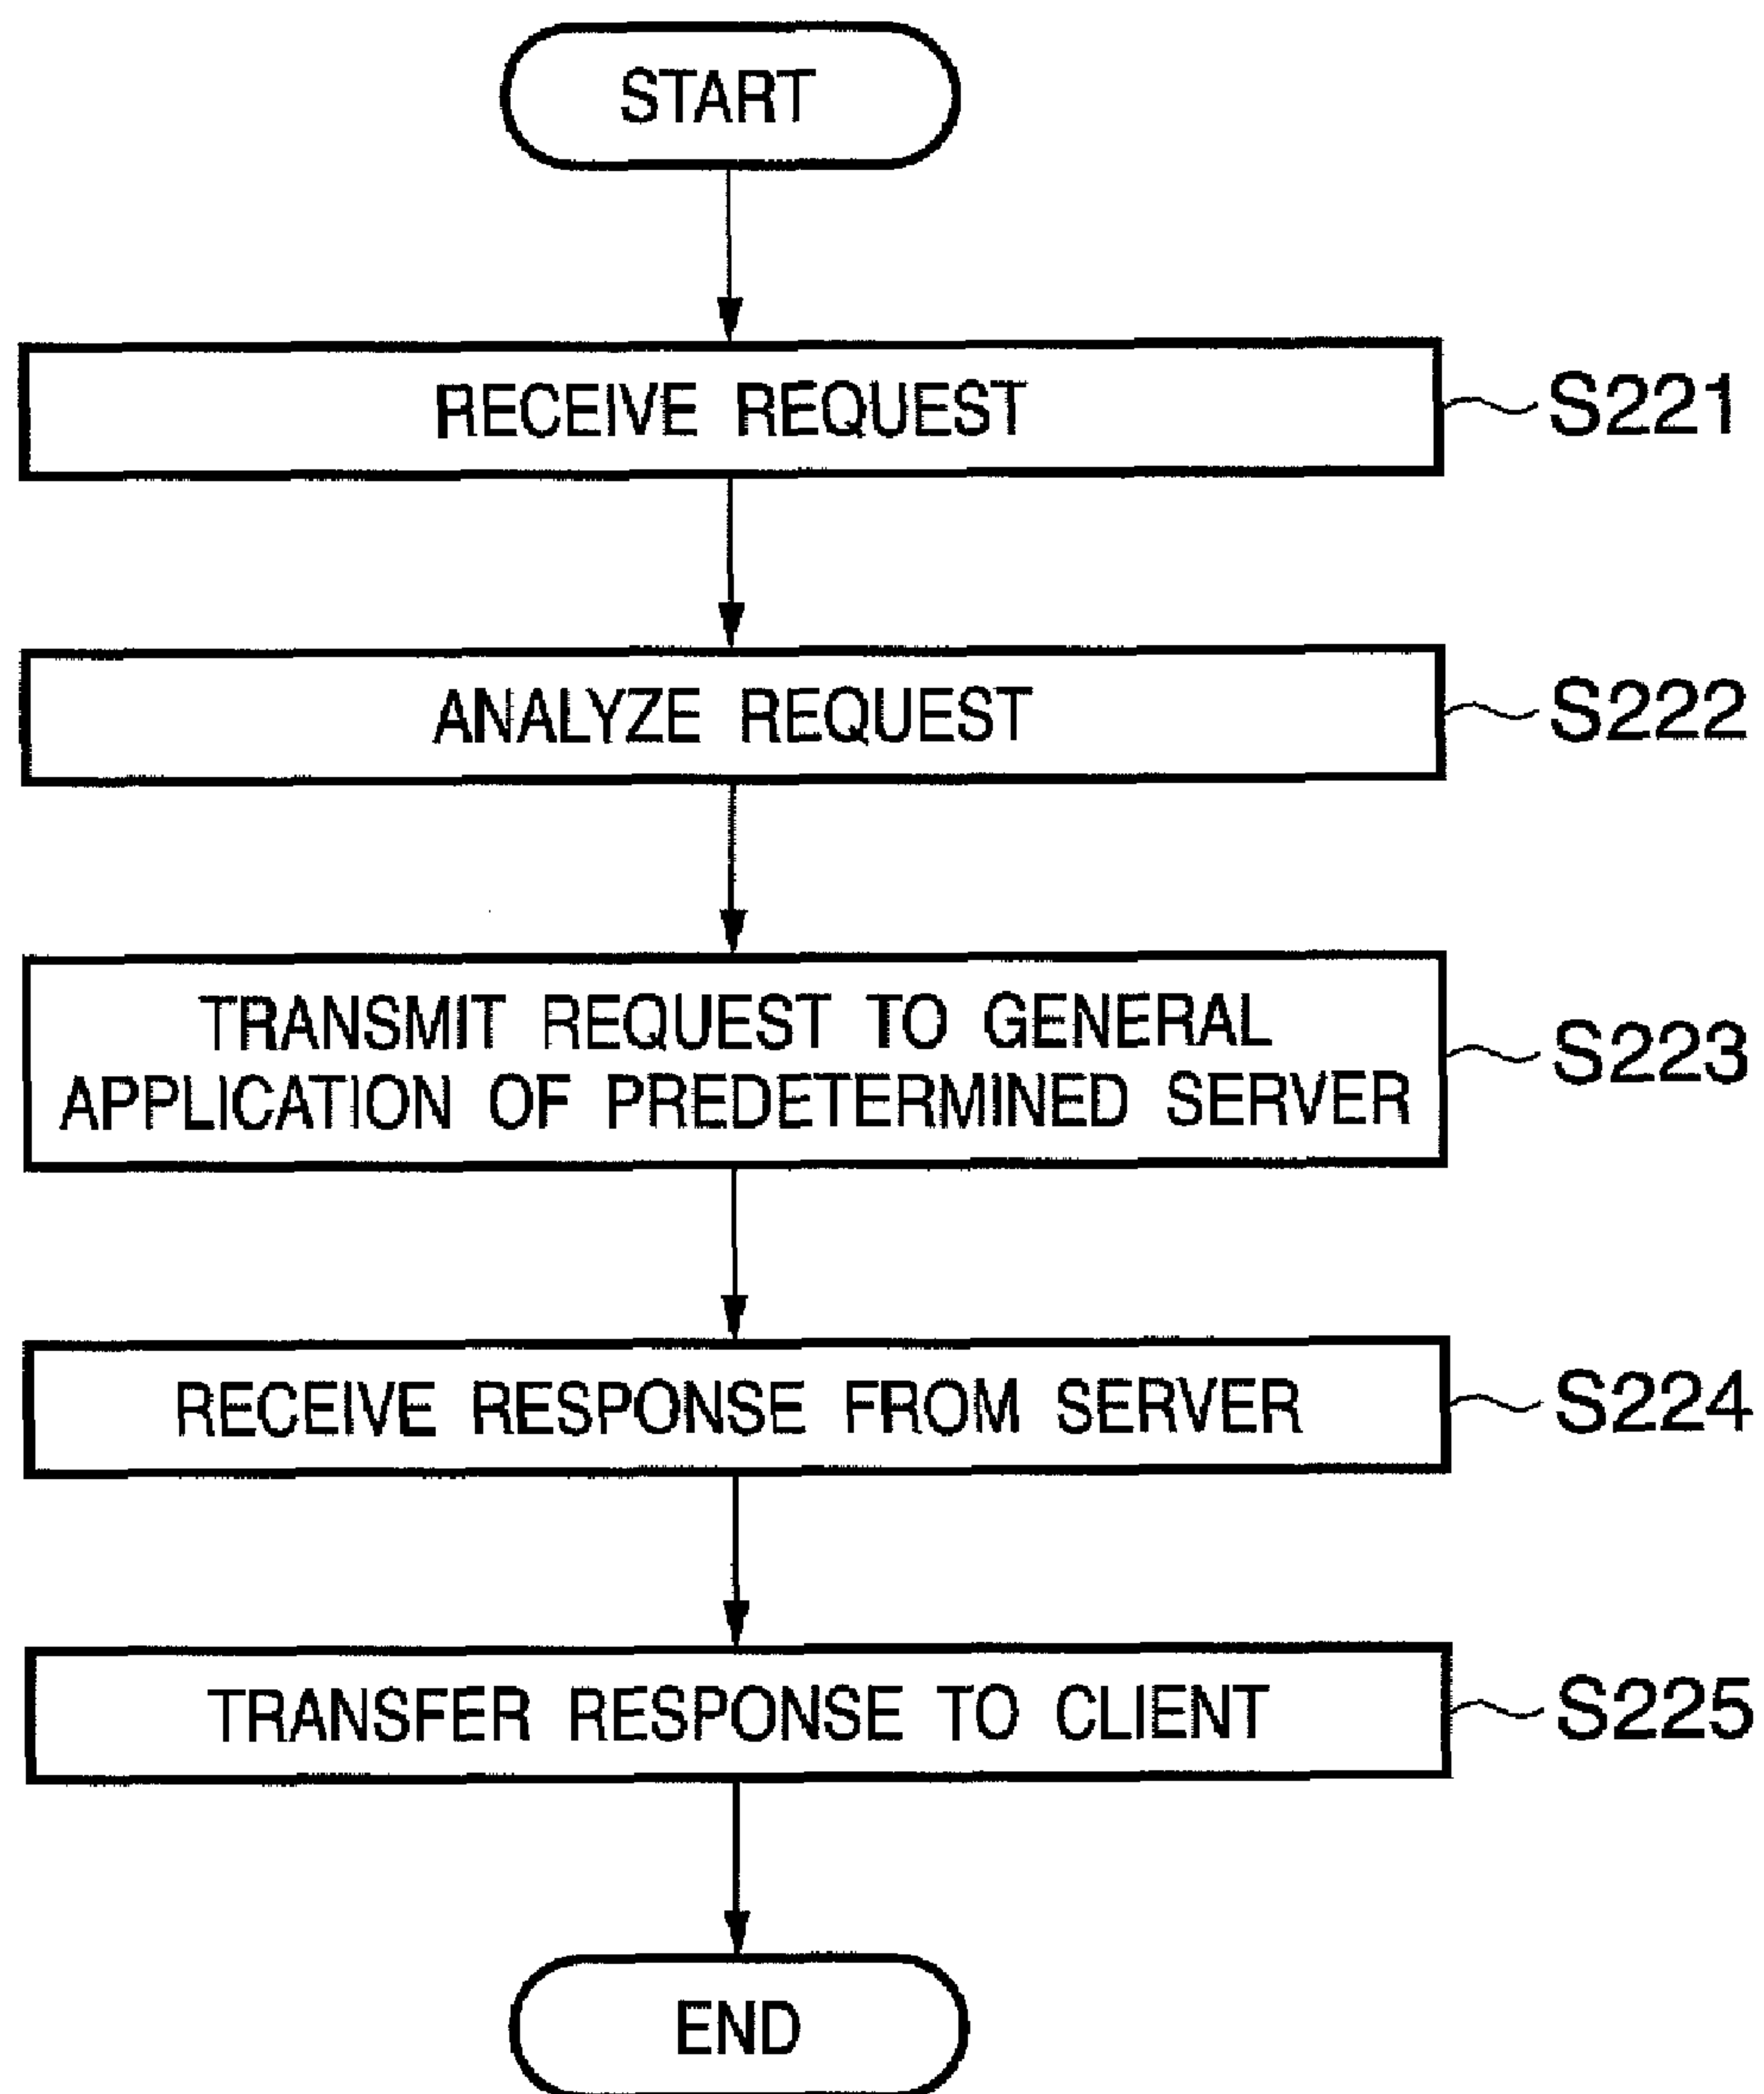 START
RECEIVE REQUEST
S221
ANALYZE REQUEST
S222
TRANSMIT REQUEST TO GENERAL
APPLICATION OF PREDETERMINED SERVER
S223
RECEIVE RESPONSE FROM SERVER
S224
TRANSFER RESPONSE TO CLIENT
S225
END